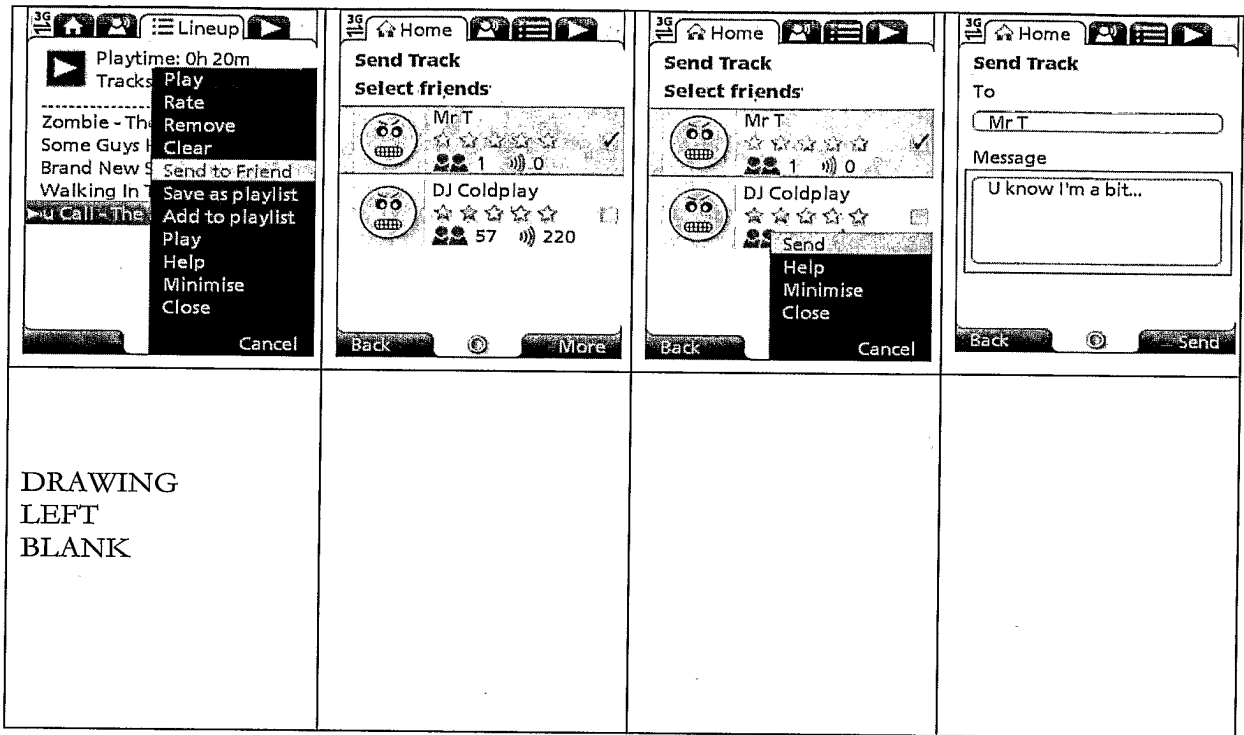 3G Lineup
Playtime: 0h 20m
Tracks
Zombie - The
Some Guys H
Brand New S
Walking In T
u Call - The
Play
Rate
Remove
Clear
Send to Friend
Save as playlist
Add to playlist
Play
Help
Minimise
Close
Cancel
3G Home
Send Track
Select friends
Mr T
1 0
DJ Coldplay
57 220
Back More
3G Home
Send Track
Select friends
Mr T
1 0
DJ Coldplay
Send
Help
Minimise
Close
Back Cancel
3G Home
Send Track
To
Mr T
Message
U know I'm a bit...
Back Send
DRAWING
LEFT
BLANK